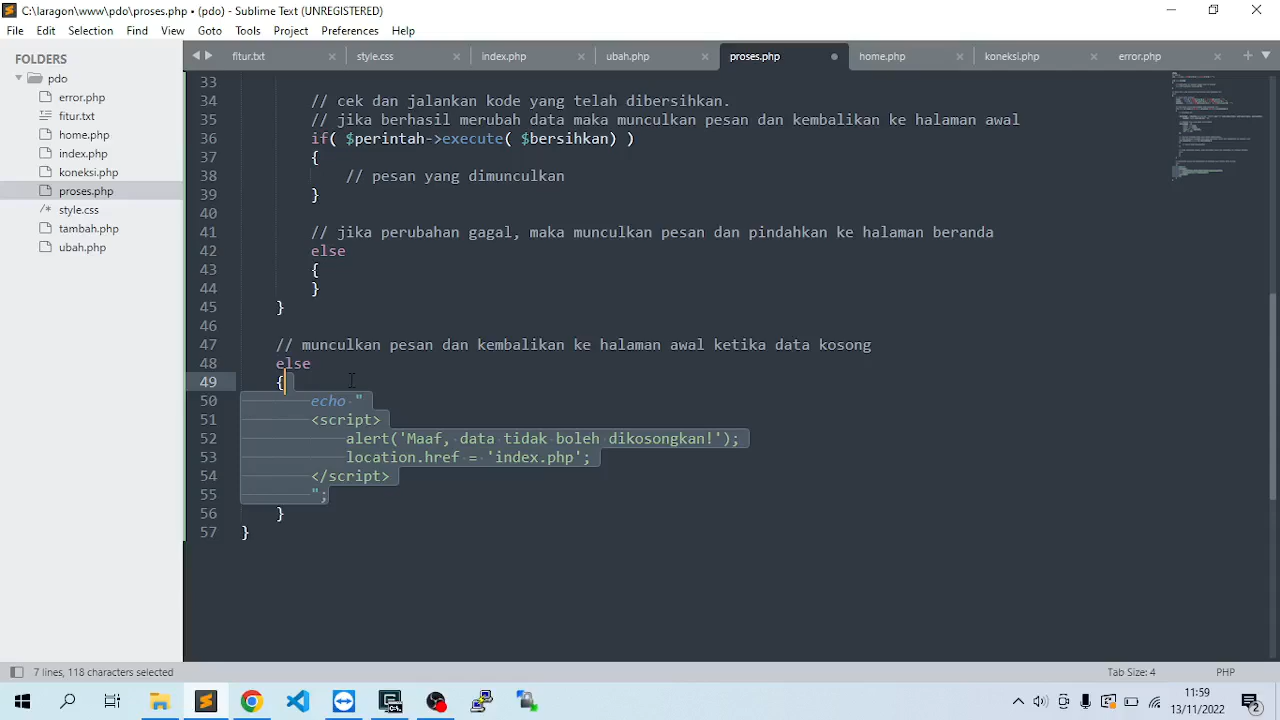 C:\laragon\www\pdo\proses.php • (pdo) - Sublime Text (UNREGISTERED)
File Edit Selection Find View Goto Tools Project Preferences Help
FOLDERS
pdo
error.php
fitur.txt
home.php
index.php
koneksi.php
proses.php
style.css
tambah.php
ubah.php
fitur.txt style.css index.php ubah.php proses.php home.php koneksi.php error.php
33
34 // cek dan jalankan query yang telah dibersihkan.
35 // jika berhasil merubah data maka munculkan pesan dan kembalikan ke halaman awal
36 if( $perintah->execute( $bersihkan) )
37 {
38 // pesan yang dimunculkan
39 }
40
41 // jika perubahan gagal, maka munculkan pesan dan pindahkan ke halaman beranda
42 else
43 {
44 }
45 }
46
47 // munculkan pesan dan kembalikan ke halaman awal ketika data kosong
48 else
49 {
50 echo "
51 <script>
52 alert('Maaf, data tidak boleh dikosongkan!');
53 location.href = 'index.php';
54 </script>
55 ";
56 }
57 }
7 lines, 118 characters selected
Tab Size: 4
PHP
11:59
13/11/2022
2